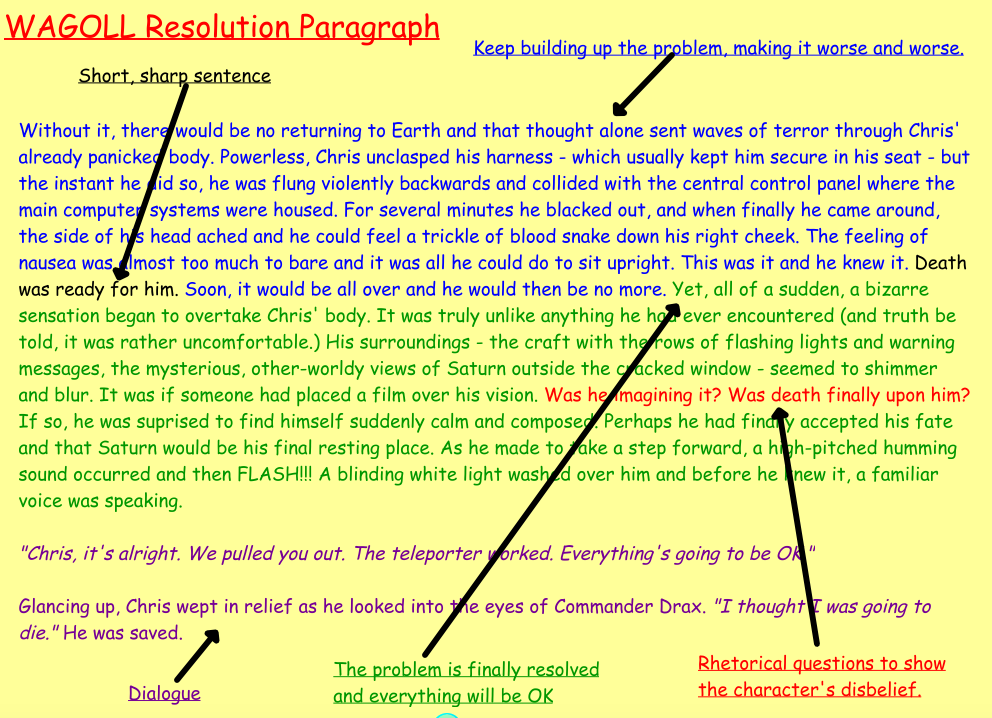 WAGOLL Resolution Paragraph
Keep building up the problem, making it worse and worse.
Short, sharp sentence
Without it, there would be no returning to Earth and that thought alone sent waves of terror through Chris'
already panicked body. Powerless, Chris unclasped his harness - which usually kept him secure in his seat - but
the instant he did so, he was flung violently backwards and collided with the central control panel where the
main computer systems were housed. For several minutes he blacked out, and when finally he came around,
the side of his head ached and he could feel a trickle of blood snake down his right cheek. The feeling of
nausea was almost too much to bare and it was all he could do to sit upright. This was it and he knew it. Death
was ready for him. Soon, it would be all over and he would then be no more. Yet, all of a sudden, a bizarre
sensation began to overtake Chris' body. It was truly unlike anything he had ever encountered (and truth be
told, it was rather uncomfortable.) His surroundings - the craft with the rows of flashing lights and warning
messages, the mysterious, other-worldy views of Saturn outside the cracked window - seemed to shimmer
and blur. It was if someone had placed a film over his vision. Was he imagining it? Was death finally upon him?
If so, he was suprised to find himself suddenly calm and composed. Perhaps he had finally accepted his fate
and that Saturn would be his final resting place. As he made to take a step forward, a high-pitched humming
sound occurred and then FLASH!!! A blinding white light washed over him and before he knew it, a familiar
voice was speaking.
"Chris, it's alright. We pulled you out. The teleporter worked. Everything's going to be OK."
Glancing up, Chris wept in relief as he looked into the eyes of Commander Drax. "I thought I was going to
die." He was saved.
Dialogue
The problem is finally resolved
and everything will be OK
Rhetorical questions to show
the character's disbelief.